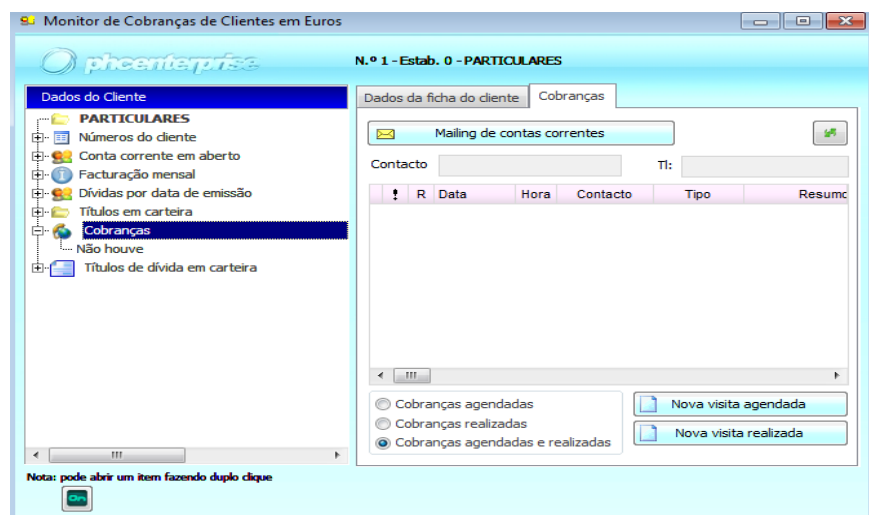 Monitor de Cobranças de Clientes em Euros
phcenterprise
N.º 1 - Estab. 0 - PARTICULARES
Dados do Cliente
PARTICULARES
Números do cliente
Conta corrente em aberto
Facturação mensal
Dívidas por data de emissão
Títulos em carteira
Cobranças
Não houve
Títulos de dívida em carteira
Dados da ficha do cliente Cobranças
Mailing de contas correntes
Contacto Tl:
! R Data Hora Contacto Tipo Resumo
Cobranças agendadas
Cobranças realizadas
Cobranças agendadas e realizadas
Nova visita agendada
Nova visita realizada
Nota: pode abrir um item fazendo duplo clique
On